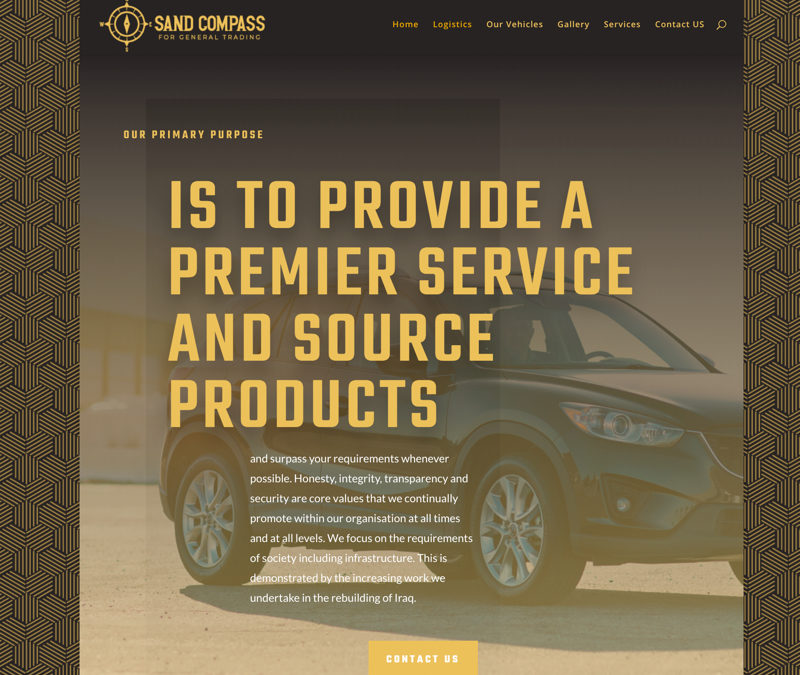 W E
N
S
SAND COMPASS
FOR GENERAL TRADING
Home Logistics Our Vehicles Gallery Services Contact US
OUR PRIMARY PURPOSE
IS TO PROVIDE A
PREMIER SERVICE
AND SOURCE
PRODUCTS
and surpass your requirements whenever
possible. Honesty, integrity, transparency and
security are core values that we continually
promote within our organisation at all times
and at all levels. We focus on the requirements
of society including infrastructure. This is
demonstrated by the increasing work we
undertake in the rebuilding of Iraq.
CONTACT US